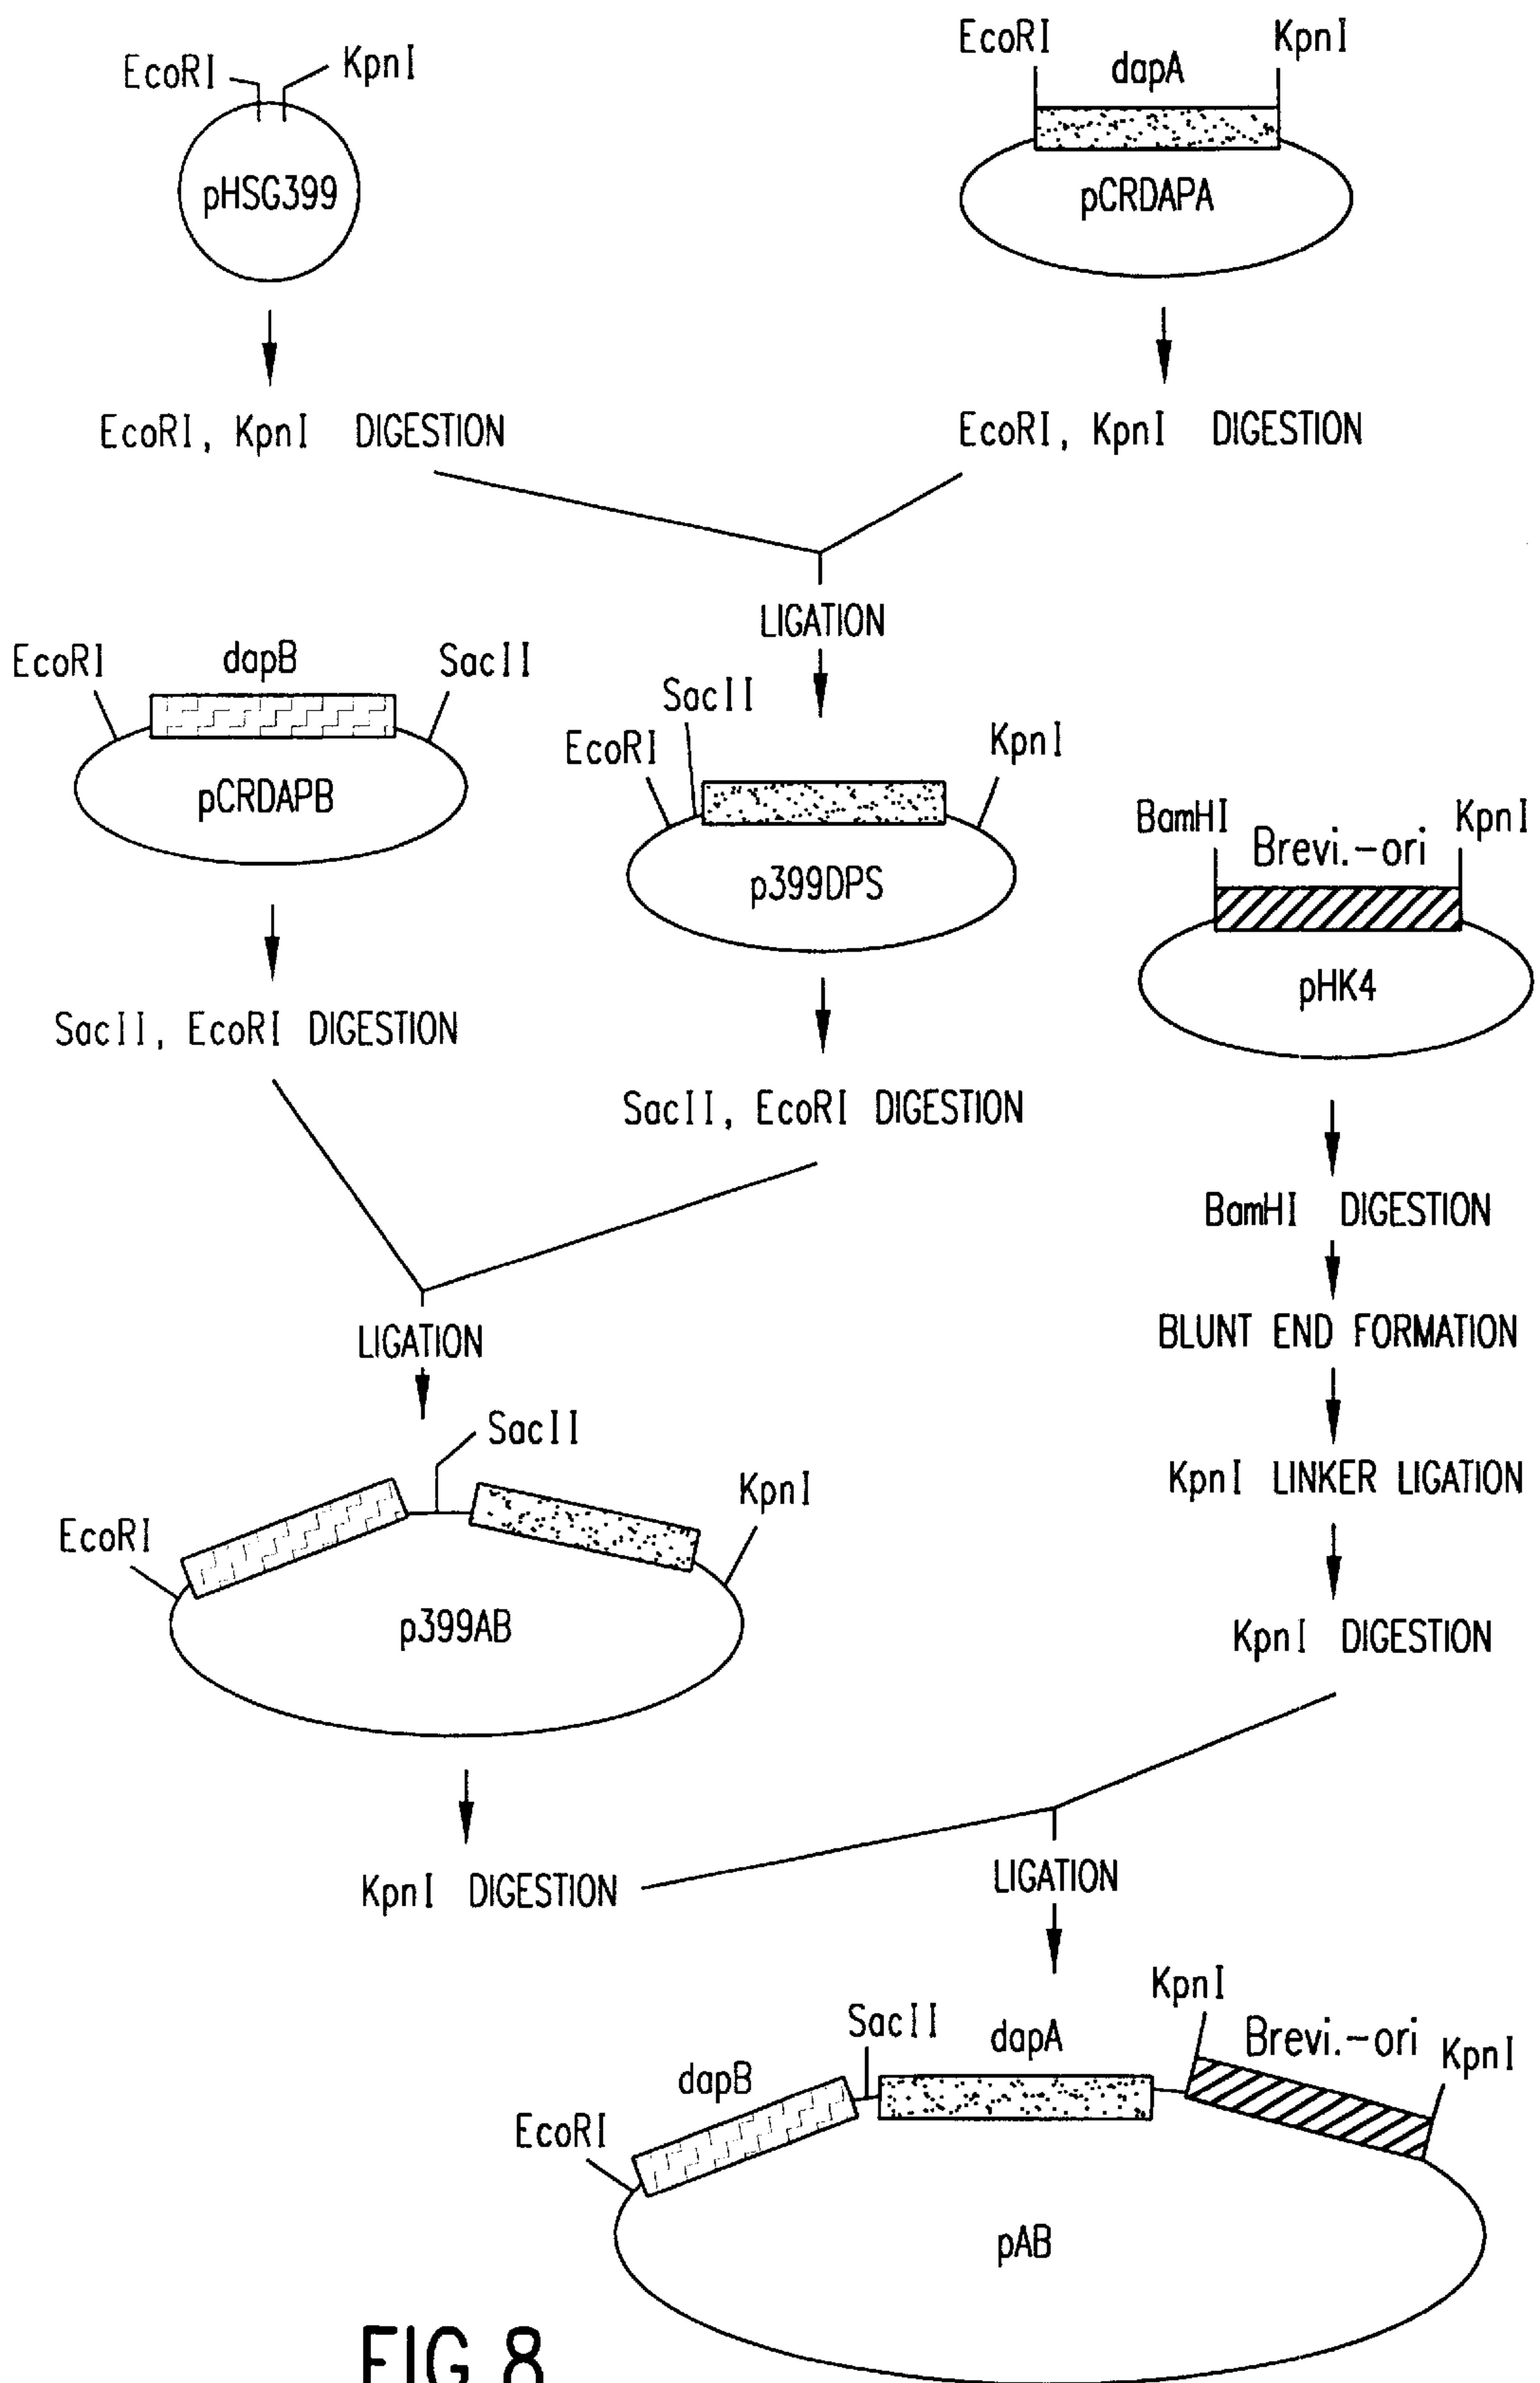 EcoRI KpnI
pHSG399
EcoRI dapA KpnI
pCRDAPA
EcoRI, KpnI DIGESTION
EcoRI, KpnI DIGESTION
LIGATION
EcoRI dapB SacII
pCRDAPB
SacII
EcoRI KpnI
p399DPS
BamHI Brevi.-ori KpnI
pHK4
SacII, EcoRI DIGESTION
SacII, EcoRI DIGESTION
BamHI DIGESTION
BLUNT END FORMATION
KpnI LINKER LIGATION
KpnI DIGESTION
LIGATION
SacII
EcoRI KpnI
p399AB
KpnI DIGESTION
LIGATION
EcoRI dapB SacII dapA KpnI Brevi.-ori KpnI
pAB
FIG. 8